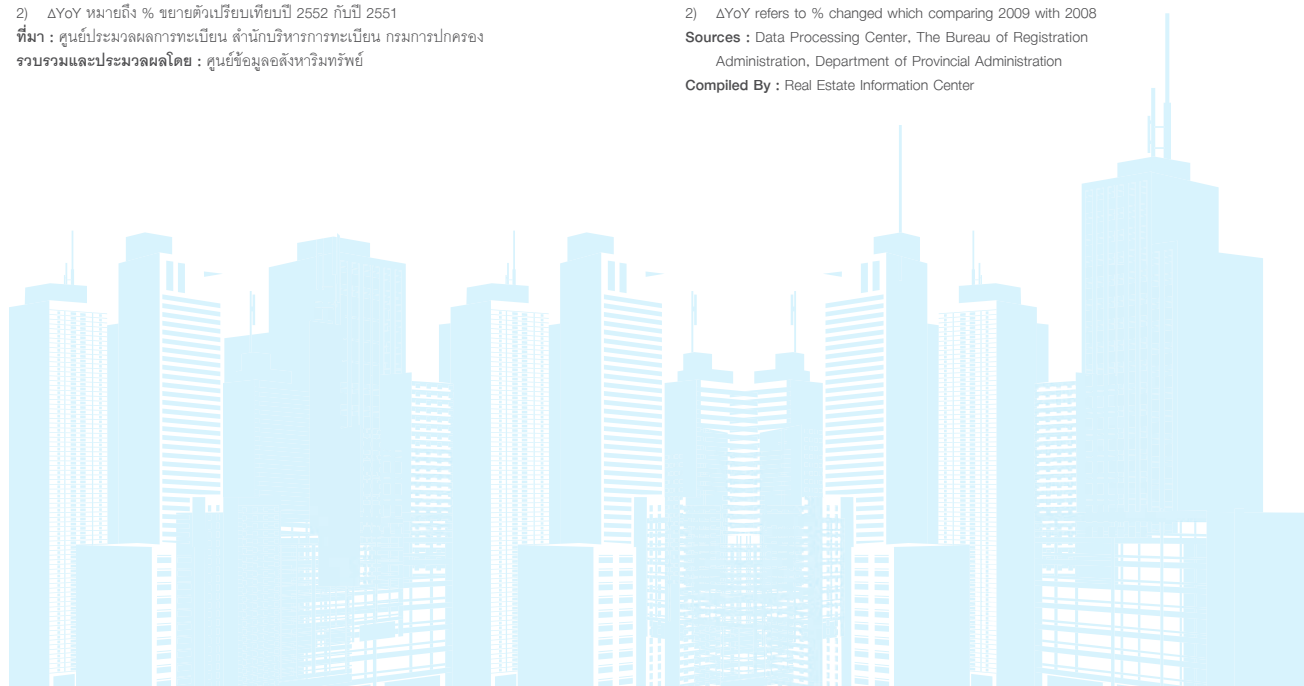 2) ΔYoY หมายถึง % ขยายตัวเปรียบเทียบปี 2552 กับปี 2551
ที่มา : ศูนย์ประมวลผลการทะเบียน สำนักบริหารการทะเบียน กรมการปกครอง
รวบรวมและประมวลผลโดย : ศูนย์ข้อมูลอสังหาริมทรัพย์
2) ΔYoY refers to % changed which comparing 2009 with 2008
Sources : Data Processing Center, The Bureau of Registration
Administration, Department of Provincial Administration
Compiled By : Real Estate Information Center